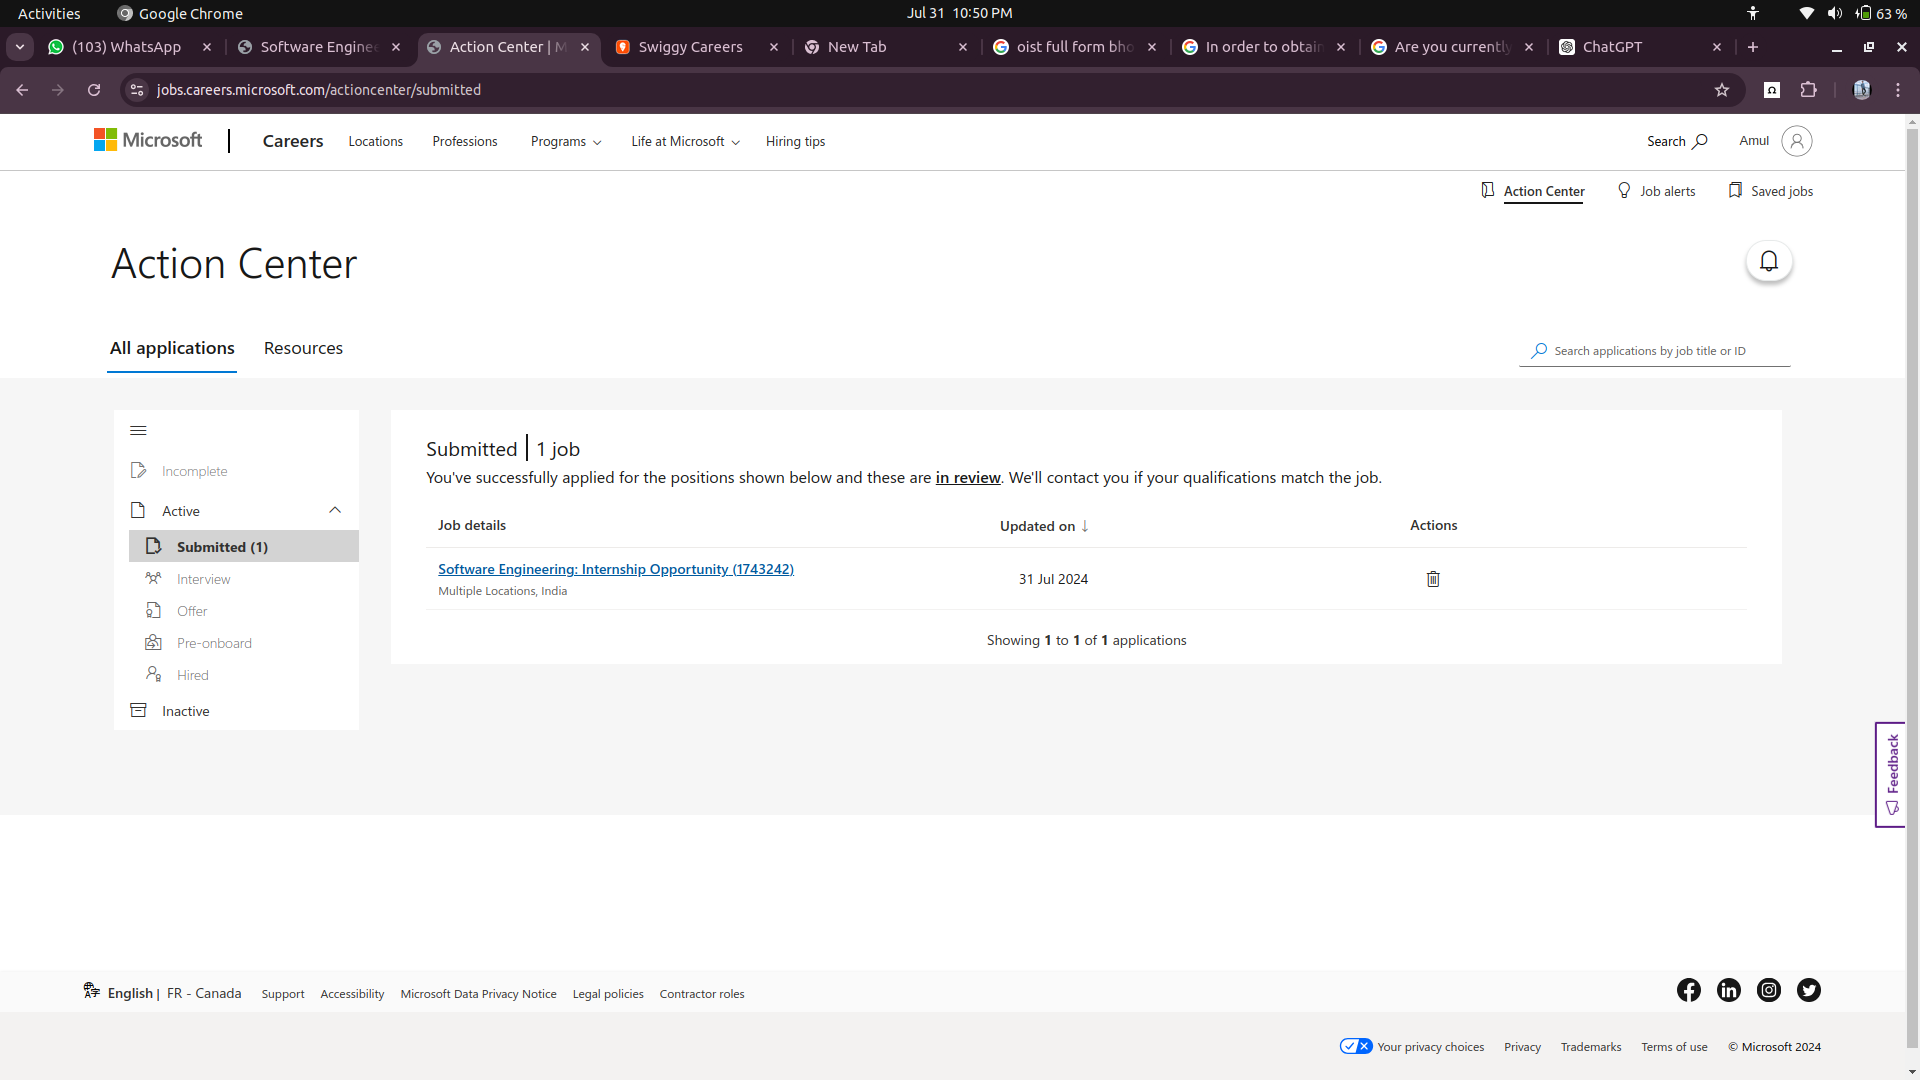 Activities Google Chrome Jul 31 10:50 PM 63 %
(103) WhatsApp Software Enginee Action Center | M Swiggy Careers New Tab oist full form bho In order to obtain Are you currently ChatGPT
jobs.careers.microsoft.com/actioncenter/submitted
Microsoft Careers Locations Professions Programs Life at Microsoft Hiring tips Search Amul
Action Center Job alerts Saved jobs
Action Center
All applications Resources Search applications by job title or ID
Submitted | 1 job
You've successfully applied for the positions shown below and these are in review. We'll contact you if your qualifications match the job.
Incomplete
Active
Submitted (1)
Interview
Offer
Pre-onboard
Hired
Inactive
Job details Updated on ↓ Actions
Software Engineering: Internship Opportunity (1743242) 31 Jul 2024
Multiple Locations, India
Showing 1 to 1 of 1 applications
Feedback
English | FR - Canada Support Accessibility Microsoft Data Privacy Notice Legal policies Contractor roles
Your privacy choices Privacy Trademarks Terms of use © Microsoft 2024